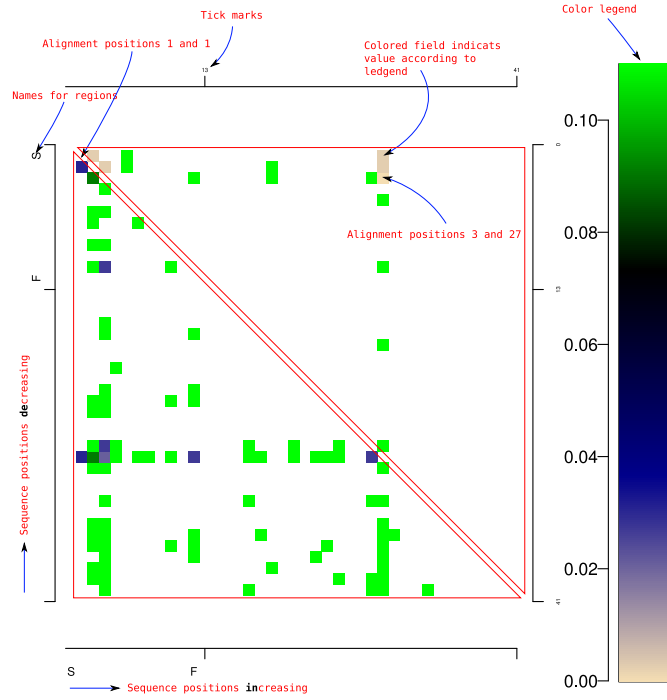 Color legend
Tick marks
Alignment positions 1 and 1
Colored field indicats
value according to
ledgend
13
41
Names for regions
S
0
0.10
0.08
Alignment positions 3 and 27
F
13
0.06
0.04
Sequence positions decreasing
0.02
41
0.00
S
F
Sequence positions increasing